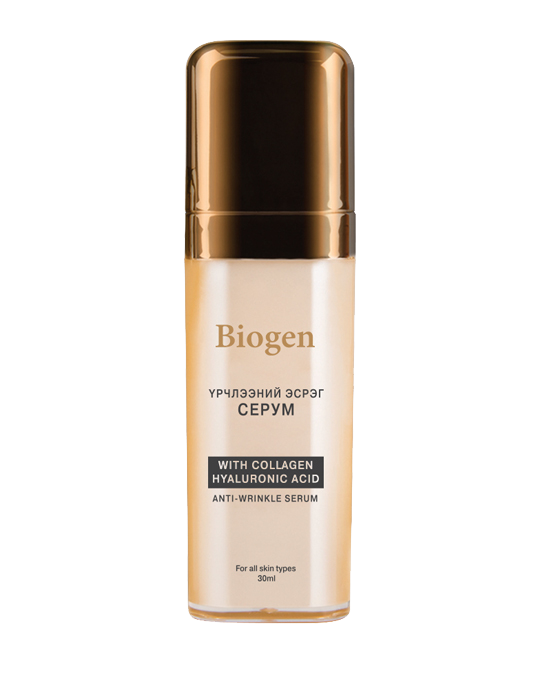 Biogen
ҮРЧЛЭЭНИЙ ЭСРЭГ
СЕРУМ
WITH COLLAGEN
HYALURONIC ACID
ANTI-WRINKLE SERUM
For all skin types
30ml